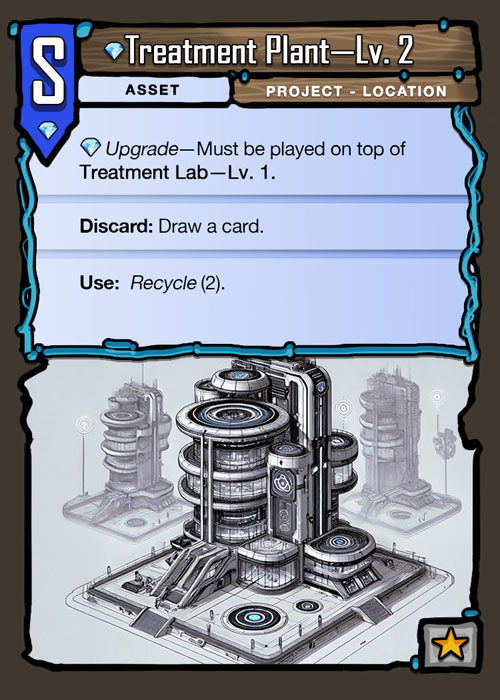 S
Treatment Plant—Lv. 2
ASSET
PROJECT - LOCATION
Upgrade—Must be played on top of
Treatment Lab—Lv. 1.
Discard: Draw a card.
Use: Recycle (2).